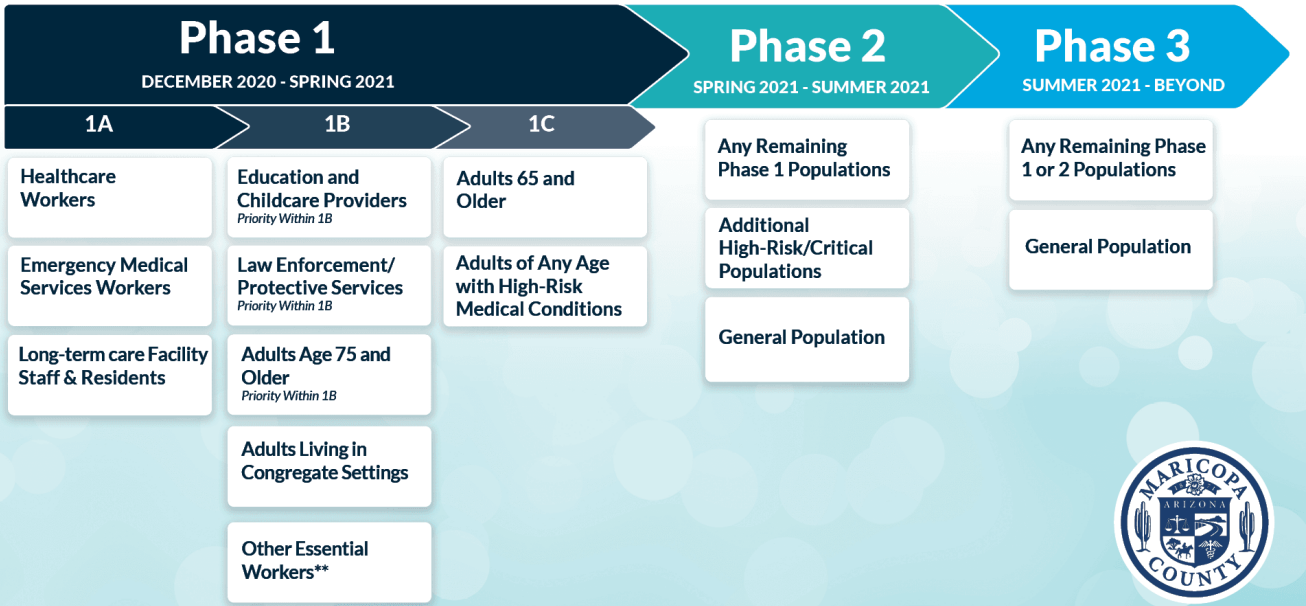 Phase 1
DECEMBER 2020 - SPRING 2021
Phase 2
SPRING 2021 - SUMMER 2021
Phase 3
SUMMER 2021 - BEYOND
1A
1B
1C
Healthcare
Workers
Emergency Medical
Services Workers
Long-term care Facility
Staff & Residents
Education and
Childcare Providers
Priority Within 1B
Law Enforcement/
Protective Services
Priority Within 1B
Adults Age 75 and
Older
Priority Within 1B
Adults Living in
Congregate Settings
Other Essential
Workers**
Adults 65 and
Older
Adults of Any Age
with High-Risk
Medical Conditions
Any Remaining
Phase 1 Populations
Additional
High-Risk/Critical
Populations
General Population
Any Remaining Phase
1 or 2 Populations
General Population
MARICOPA
ARIZONA
COUNTY